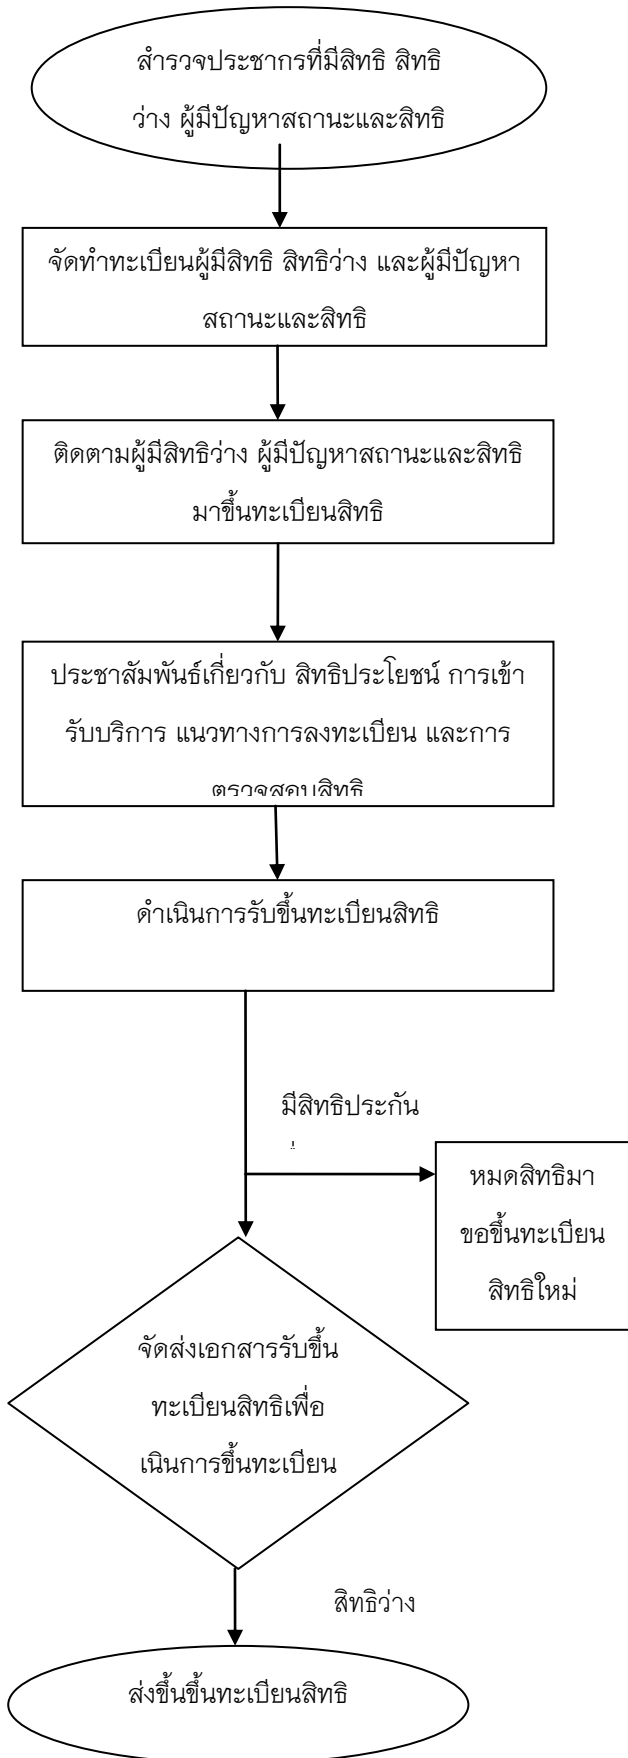 สำรวจประชากรที่มีสิทธิ สิทธิ
ว่าง ผู้มีปัญหาสถานะและสิทธิ
จัดทำทะเบียนผู้มีสิทธิ สิทธิว่าง และผู้มีปัญหา
สถานะและสิทธิ
ติดตามผู้มีสิทธิว่าง ผู้มีปัญหาสถานะและสิทธิ
มาขึ้นทะเบียนสิทธิ
ประชาสัมพันธ์เกี่ยวกับ สิทธิประโยชน์ การเข้า
รับบริการ แนวทางการลงทะเบียน และการ
ตรวจสอบสิทธิ
ดำเนินการรับขึ้นทะเบียนสิทธิ
มีสิทธิประกัน
หมดสิทธิมา
ขอขึ้นทะเบียน
สิทธิใหม่
จัดส่งเอกสารรับขึ้น
ทะเบียนสิทธิเพื่อ
เนินการขึ้นทะเบียน
สิทธิว่าง
ส่งขึ้นขึ้นทะเบียนสิทธิ